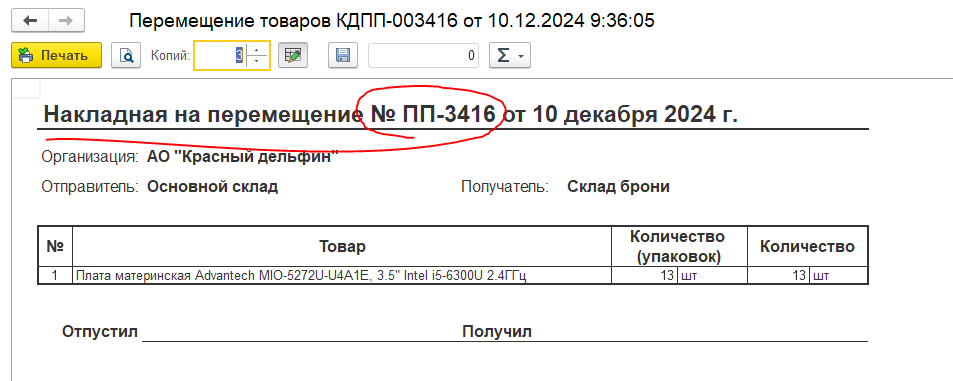 Перемещение товаров КДПП-003416 от 10.12.2024 9:36:05
Печать Копий: 3 0 Σ
Накладная на перемещение № ПП-3416 от 10 декабря 2024 г.
Организация: АО "Красный дельфин"
Отправитель: Основной склад Получатель: Склад брони
№ Товар Количество (упаковок) Количество
1 Плата материнская Advantech MIO-5272U-U4A1E, 3.5" Intel i5-6300U 2.4ГГц 13 шт 13 шт
Отпустил Получил